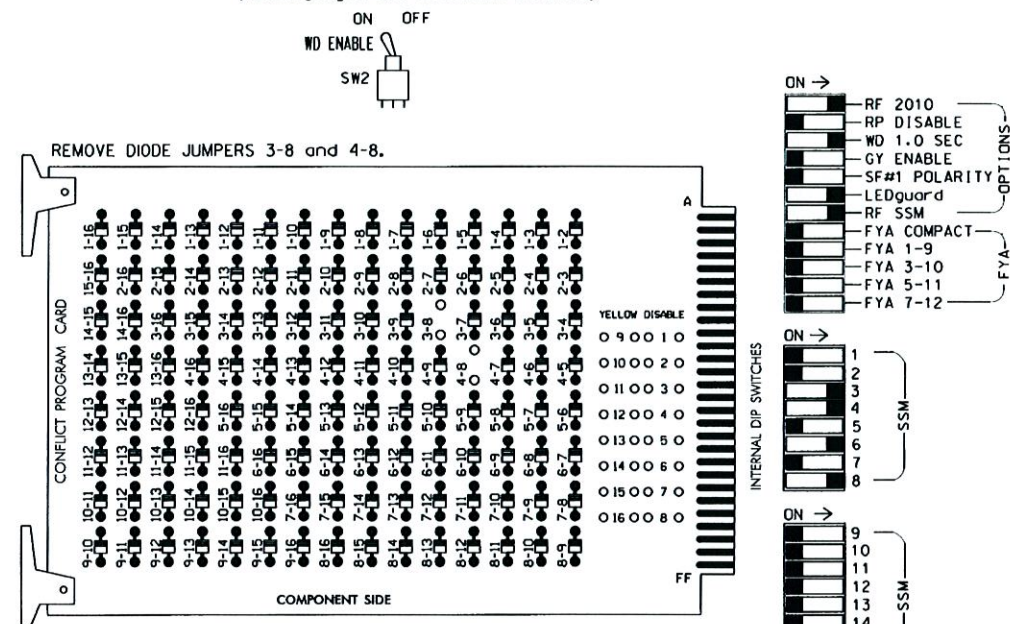 ON OFF
WD ENABLE
SW2
REMOVE DIODE JUMPERS 3-8 and 4-8.
CONFLICT PROGRAM CARD
1-16 1-15 1-14 1-13 1-12 1-11 1-10 1-9 1-8 1-7 1-6 1-5 1-4 1-3 1-2
15-16 2-16 2-15 2-14 2-13 2-12 2-11 2-10 2-9 2-8 2-7 2-6 2-5 2-4 2-3
14-15 14-16 3-16 3-15 3-14 3-13 3-12 3-11 3-10 3-9 3-8 3-7 3-6 3-5 3-4
13-14 13-15 13-16 4-16 4-15 4-14 4-13 4-12 4-11 4-10 4-9 4-8 4-7 4-6 4-5
12-13 12-14 12-15 12-16 5-16 5-15 5-14 5-13 5-12 5-11 5-10 5-9 5-8 5-7 5-6
11-12 11-13 11-14 11-15 11-16 6-16 6-15 6-14 6-13 6-12 6-11 6-10 6-9 6-8 6-7
10-11 10-12 10-13 10-14 10-15 10-16 7-16 7-15 7-14 7-13 7-12 7-11 7-10 7-9 7-8
9-10 9-11 9-12 9-13 9-14 9-15 9-16 8-16 8-15 8-14 8-13 8-12 8-11 8-10 8-9
YELLOW DISABLE
9 1
10 2
11 3
12 4
13 5
14 6
15 7
16 8
A
FF
COMPONENT SIDE
INTERNAL DIP SWITCHES
ON →
RF 2010
RP DISABLE
WD 1.0 SEC
GY ENABLE
SF#1 POLARITY
LEDguard
RF SSM
OPTIONS
FYA COMPACT
FYA 1-9
FYA 3-10
FYA 5-11
FYA 7-12
FYA
ON →
1
2
3
4
5
6
7
8
SSM
ON →
9
10
11
12
13
14
SSM